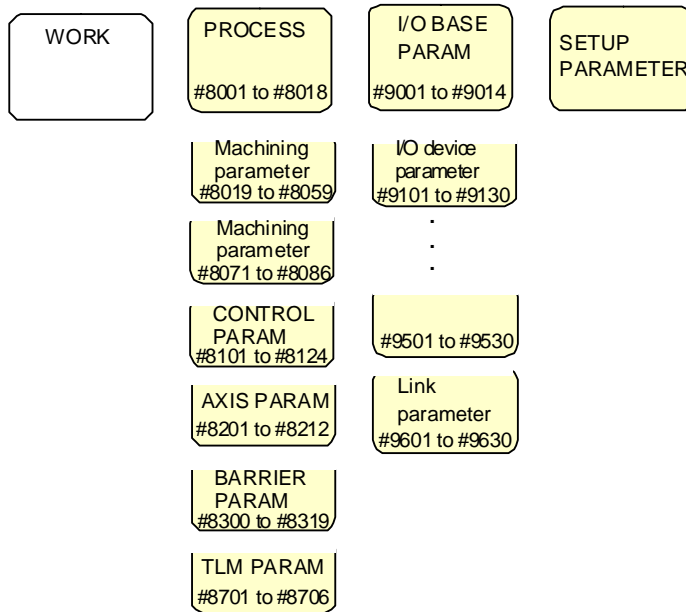 WORK
PROCESS
#8001 to #8018
Machining
parameter
#8019 to #8059
Machining
parameter
#8071 to #8086
CONTROL
PARAM
#8101 to #8124
AXIS PARAM
#8201 to #8212
BARRIER
PARAM
#8300 to #8319
TLM PARAM
#8701 to #8706
I/O BASE
PARAM
#9001 to #9014
I/O device
parameter
#9101 to #9130
.
.
.
#9501 to #9530
Link
parameter
#9601 to #9630
SETUP
PARAMETER